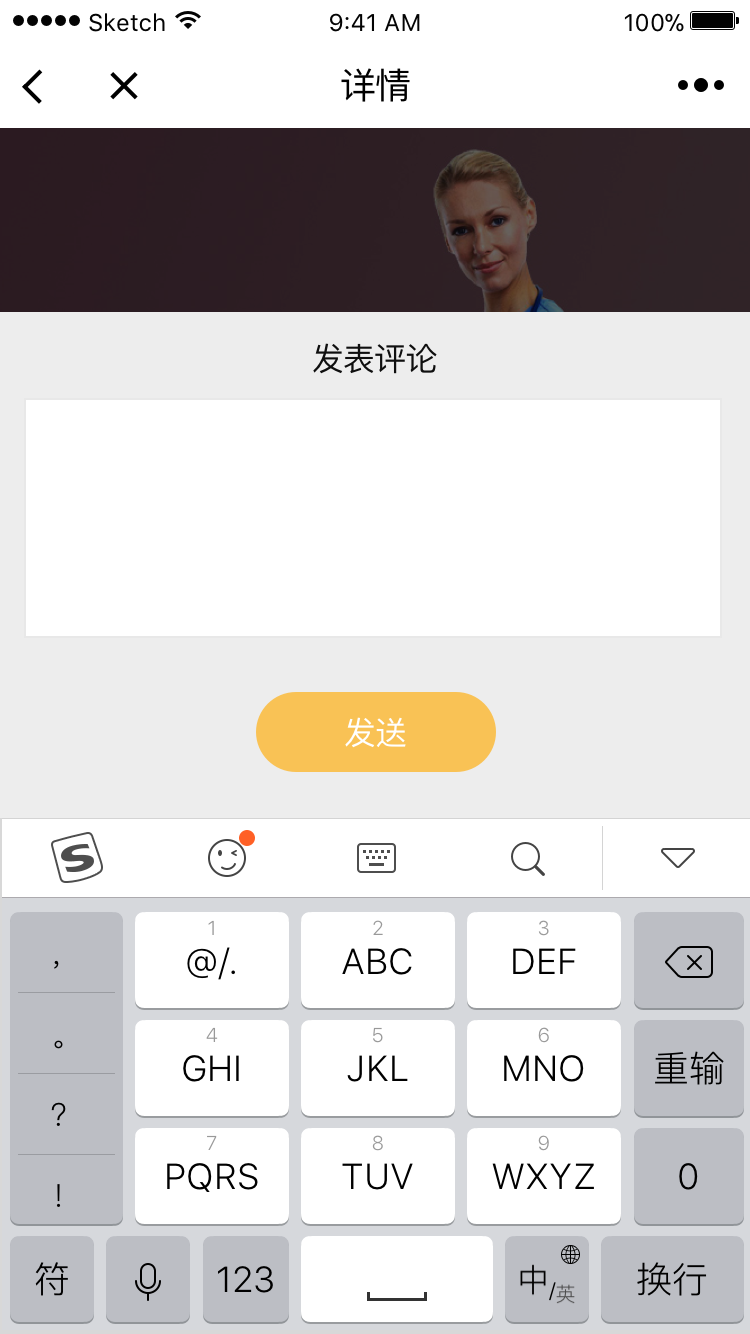 ●●●●● Sketch 9:41 AM 100%
详情
发表评论
发送
S
， 1 2 3
@/. ABC DEF
。 4 5 6
GHI JKL MNO 重输
? 7 8 9
PQRS TUV WXYZ 0
!
符 123 中/英 换行